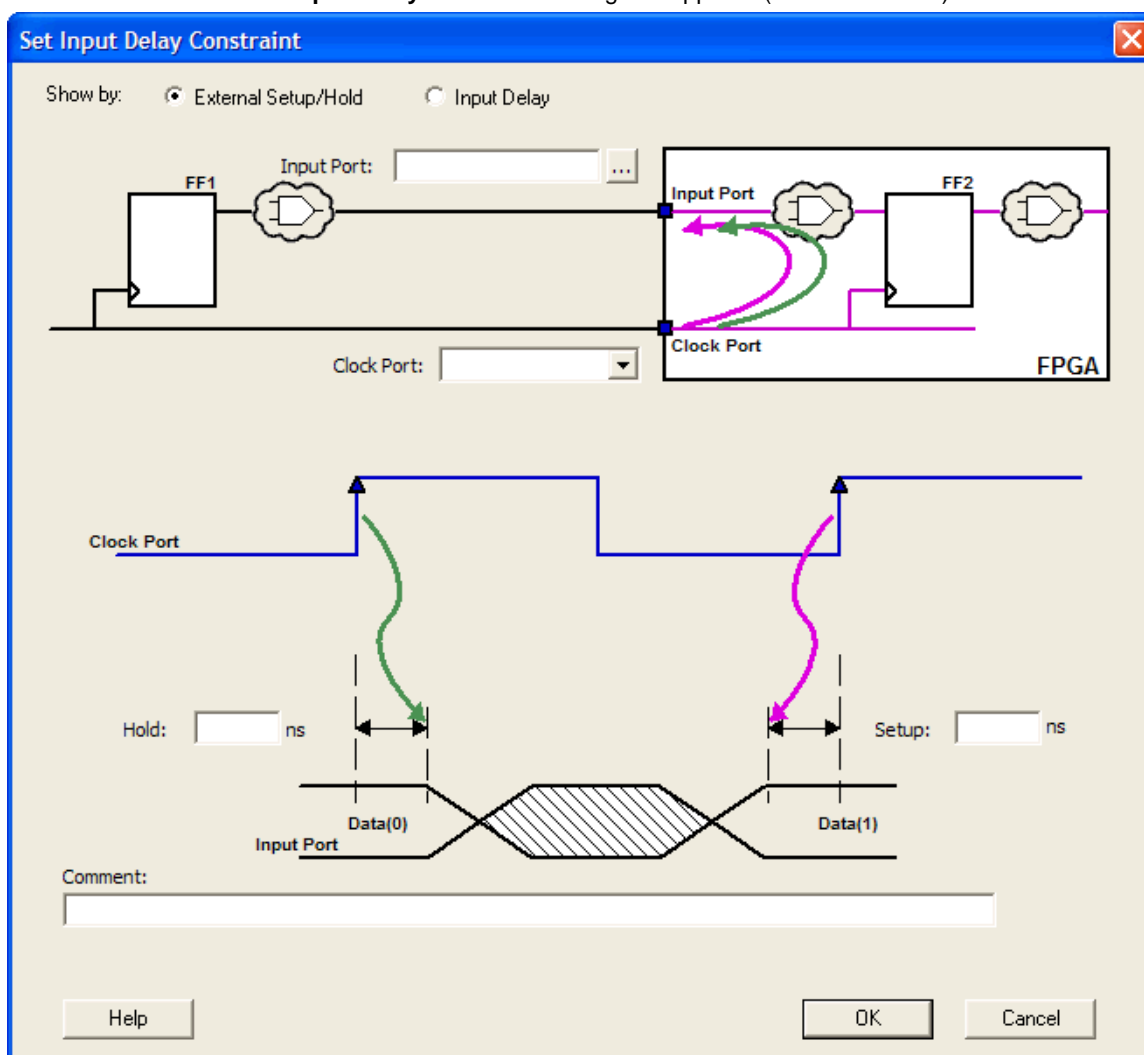 Set Input Delay Constraint
Show by: External Setup/Hold Input Delay
Input Port: ...
FF1
Input Port
FF2
Clock Port
Clock Port:
FPGA
Clock Port
Hold: ns
Setup: ns
Data(0)
Data(1)
Input Port
Comment:
Help OK Cancel